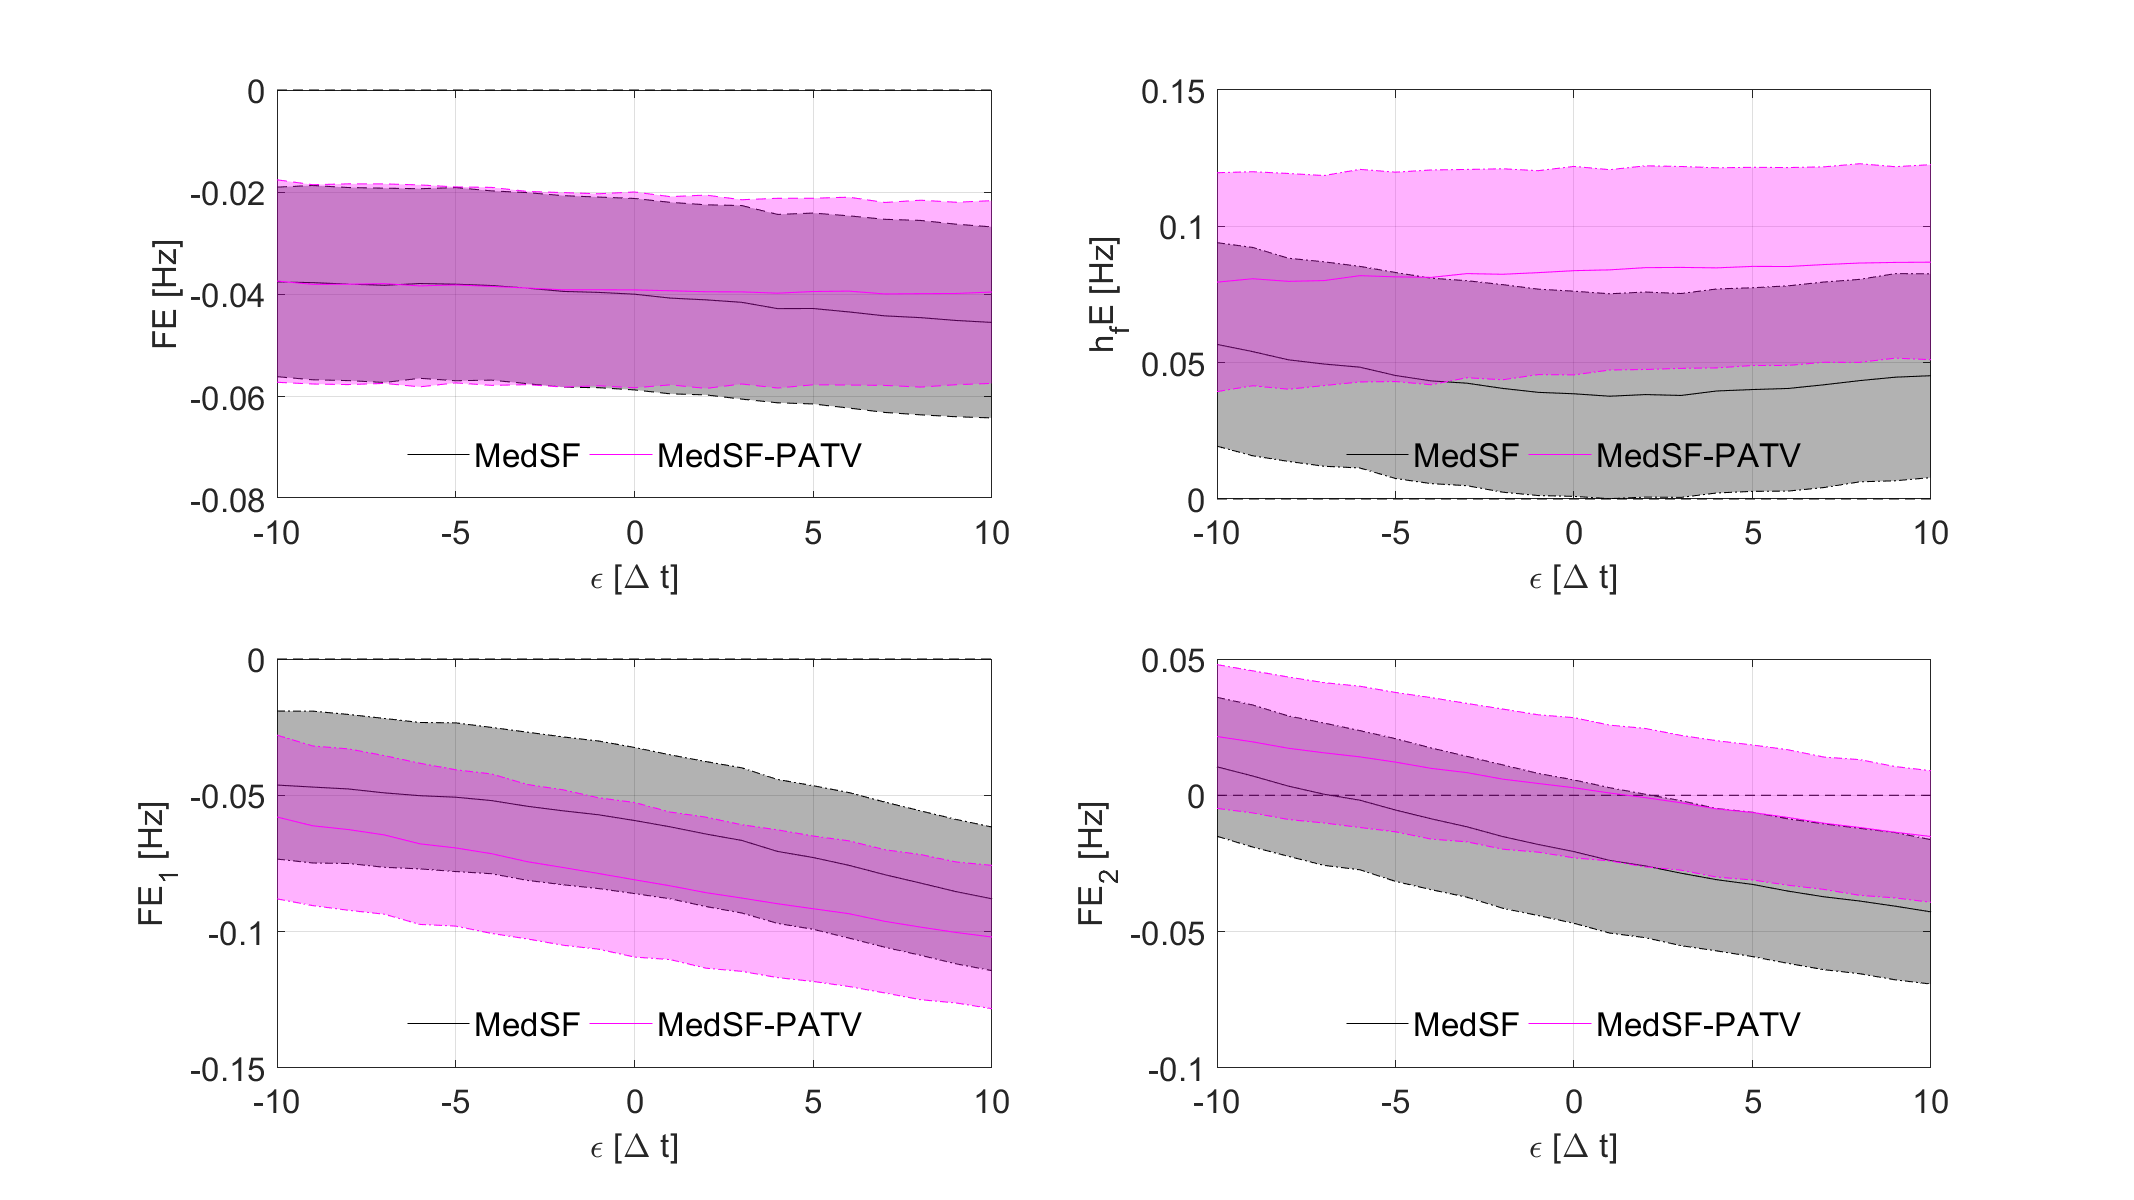 0
-0.02
-0.04
-0.06
-0.08
FE [Hz]
MedSF MedSF-PATV
-10 -5 0 5 10
ϵ [Δ t]
0.15
0.1
0.05
0
h_fE [Hz]
MedSF MedSF-PATV
-10 -5 0 5 10
ϵ [Δ t]
0
-0.05
-0.1
-0.15
FE_1 [Hz]
MedSF MedSF-PATV
-10 -5 0 5 10
ϵ [Δ t]
0.05
0
-0.05
-0.1
FE_2 [Hz]
MedSF MedSF-PATV
-10 -5 0 5 10
ϵ [Δ t]